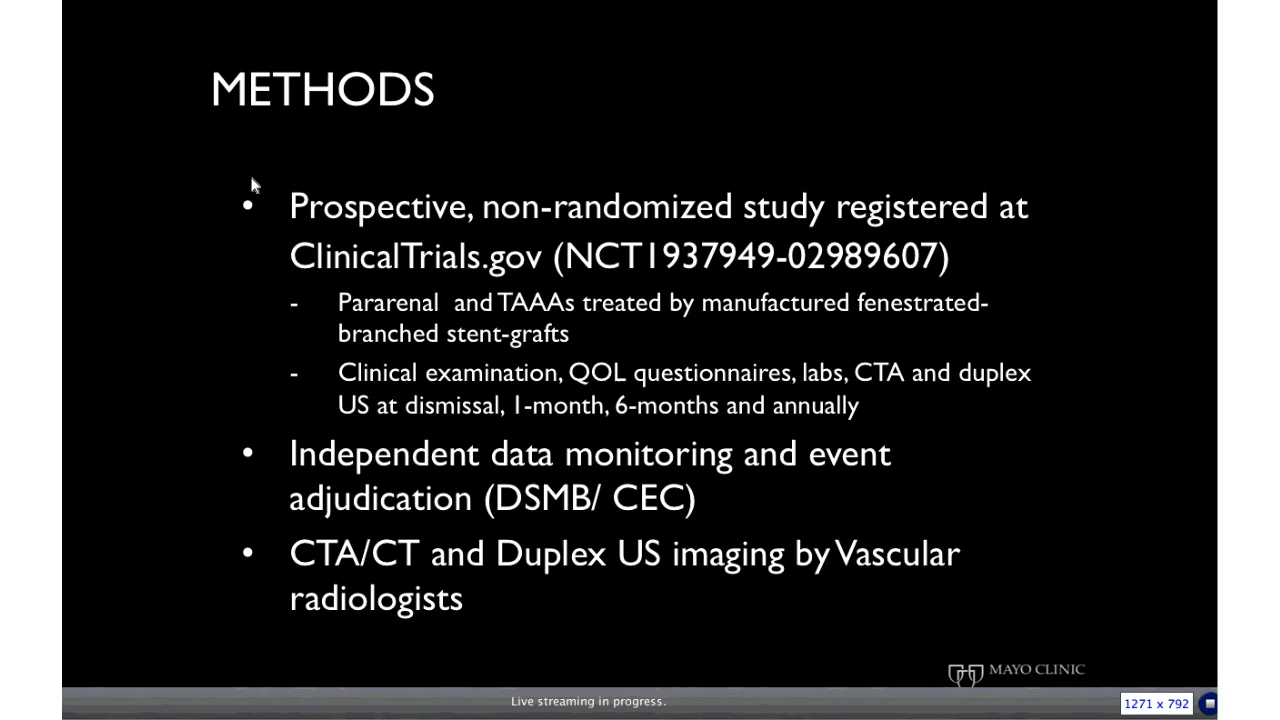 METHODS
• Prospective, non-randomized study registered at
ClinicalTrials.gov (NCT1937949-02989607)
- Pararenal and TAAAs treated by manufactured fenestrated-
branched stent-grafts
- Clinical examination, QOL questionnaires, labs, CTA and duplex
US at dismissal, 1-month, 6-months and annually
• Independent data monitoring and event
adjudication (DSMB/ CEC)
• CTA/CT and Duplex US imaging by Vascular
radiologists
MAYO CLINIC
Live streaming in progress.
1271 x 792